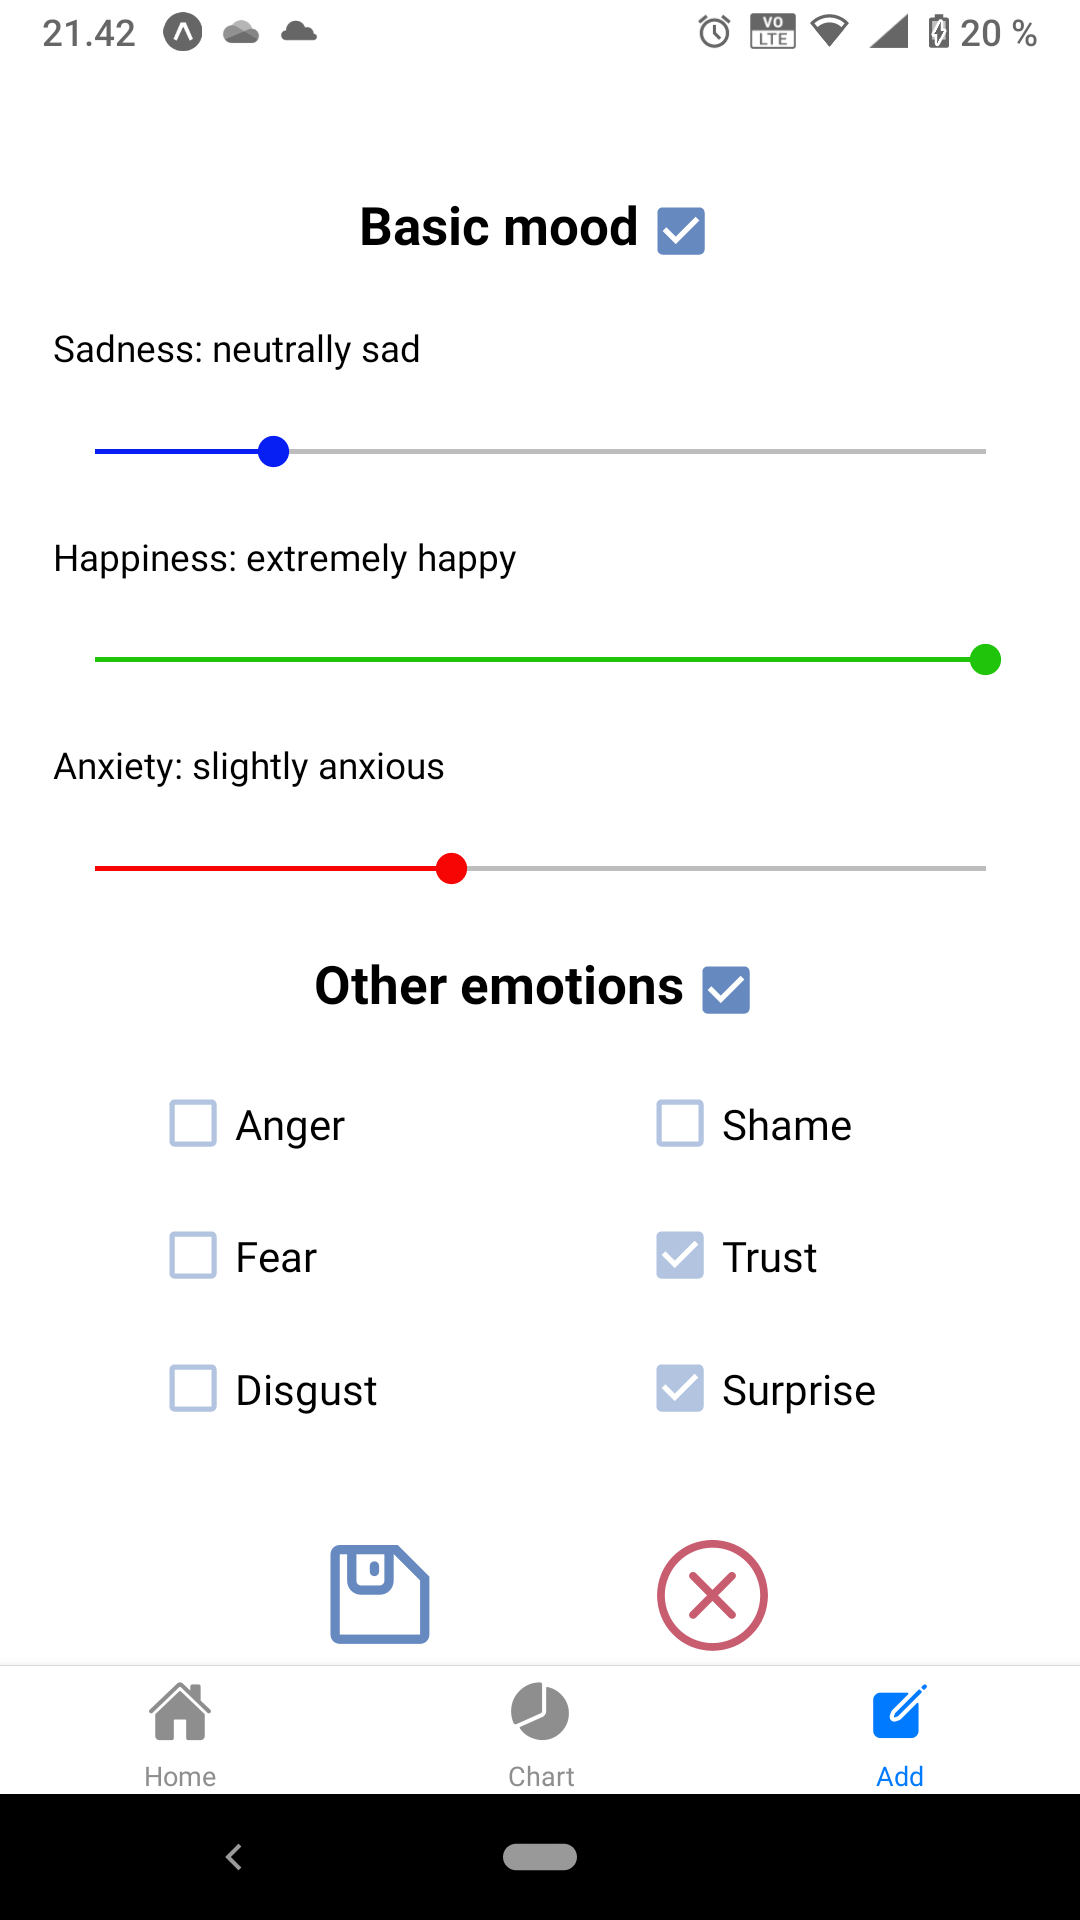 21.42 VO LTE 20 %
Basic mood
Sadness: neutrally sad
Happiness: extremely happy
Anxiety: slightly anxious
Other emotions
Anger Shame
Fear Trust
Disgust Surprise
Home Chart Add